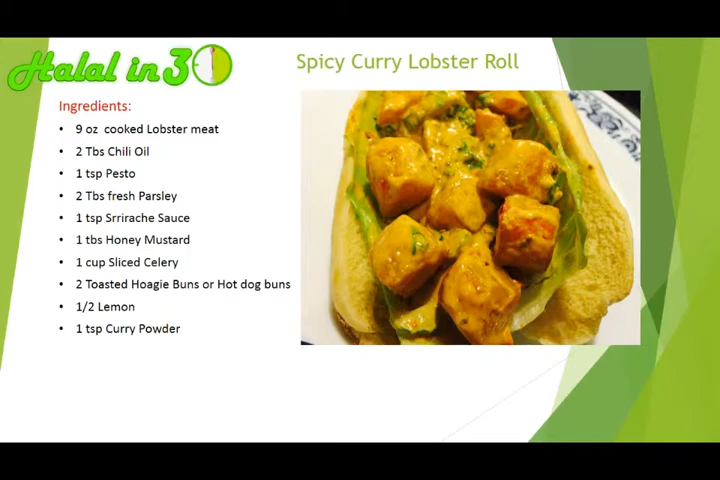 Halal in 30
Spicy Curry Lobster Roll
Ingredients:
• 9 oz cooked Lobster meat
• 2 Tbs Chili Oil
• 1 tsp Pesto
• 2 Tbs fresh Parsley
• 1 tsp Srrirache Sauce
• 1 tbs Honey Mustard
• 1 cup Sliced Celery
• 2 Toasted Hoagie Buns or Hot dog buns
• 1/2 Lemon
• 1 tsp Curry Powder